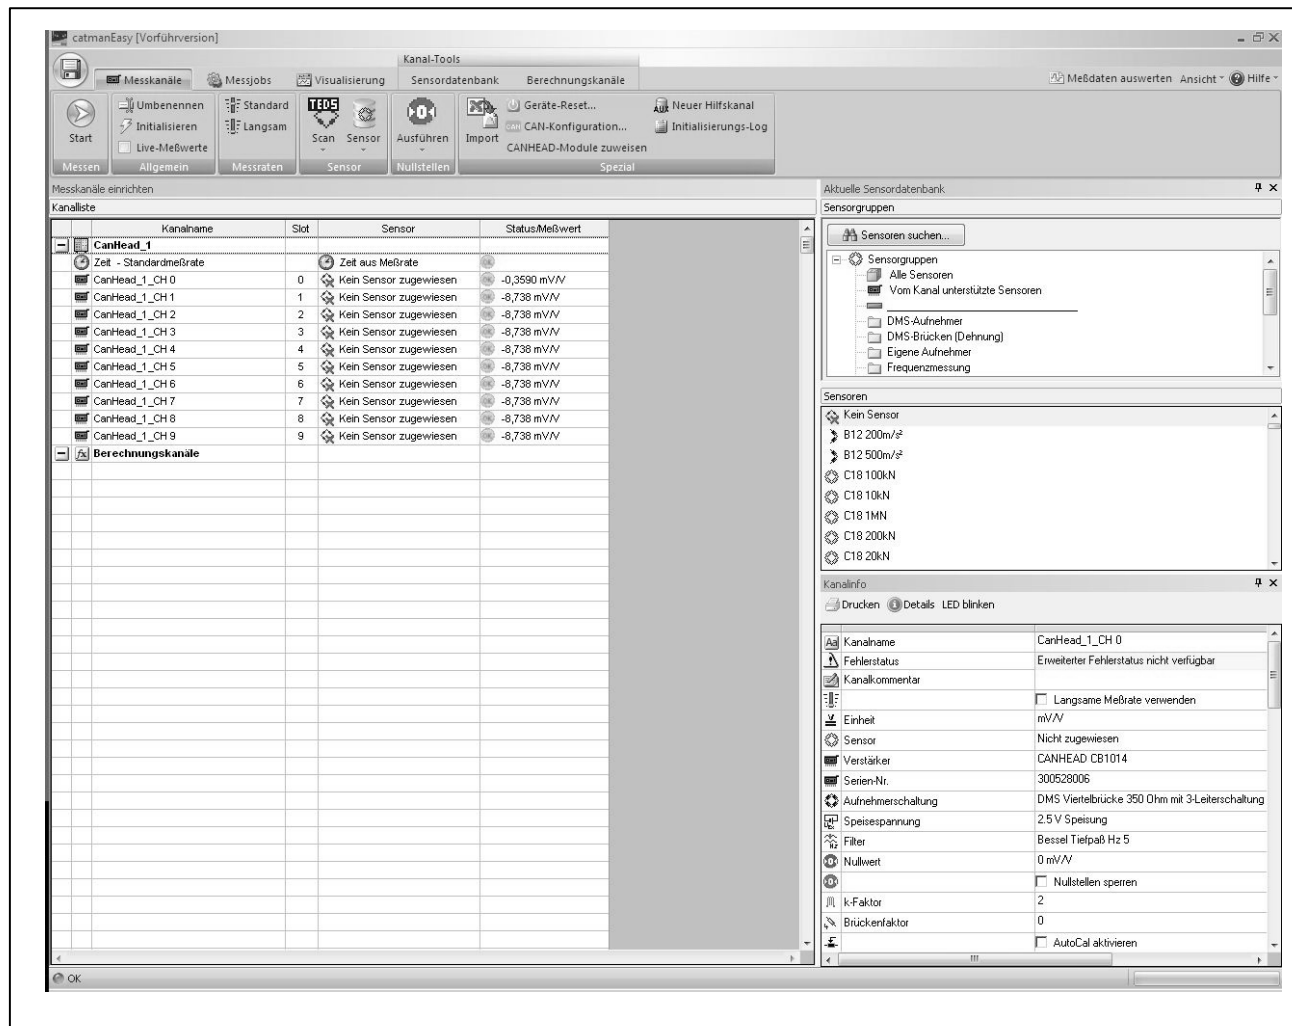 catmanEasy [Vorführversion]
Kanal-Tools
Messkanäle Messjobs Visualisierung Sensordatenbank Berechnungskanäle Meßdaten auswerten Ansicht Hilfe
Umbenennen Standard TEDS Geräte-Reset... Neuer Hilfskanal
Initialisieren Langsam CAN-Konfiguration... Initialisierungs-Log
Start Scan Sensor Ausführen Import
Live-Meßwerte CANHEAD-Module zuweisen
Messen Allgemein Messraten Sensor Nullstellen Spezial
Messkanäle einrichten
Kanalliste
Kanalname Slot Sensor Status/Meßwert
CanHead_1
Zeit - Standardmeßrate Zeit aus Meßrate
CanHead_1_CH 0 0 Kein Sensor zugewiesen -0,3590 mV/V
CanHead_1_CH 1 1 Kein Sensor zugewiesen -8,738 mV/V
CanHead_1_CH 2 2 Kein Sensor zugewiesen -8,738 mV/V
CanHead_1_CH 3 3 Kein Sensor zugewiesen -8,738 mV/V
CanHead_1_CH 4 4 Kein Sensor zugewiesen -8,738 mV/V
CanHead_1_CH 5 5 Kein Sensor zugewiesen -8,738 mV/V
CanHead_1_CH 6 6 Kein Sensor zugewiesen -8,738 mV/V
CanHead_1_CH 7 7 Kein Sensor zugewiesen -8,738 mV/V
CanHead_1_CH 8 8 Kein Sensor zugewiesen -8,738 mV/V
CanHead_1_CH 9 9 Kein Sensor zugewiesen -8,738 mV/V
fx Berechnungskanäle
Aktuelle Sensordatenbank
Sensorgruppen
Sensoren suchen...
Sensorgruppen
Alle Sensoren
Vom Kanal unterstützte Sensoren
DMS-Aufnehmer
DMS-Brücken (Dehnung)
Eigene Aufnehmer
Frequenzmessung
Sensoren
Kein Sensor
B12 200m/s²
B12 500m/s²
C18 100kN
C18 10kN
C18 1MN
C18 200kN
C18 20kN
Kanalinfo
Drucken Details LED blinken
Aa Kanalname CanHead_1_CH 0
Fehlerstatus Erweiterter Fehlerstatus nicht verfügbar
Kanalkommentar
Langsame Meßrate verwenden
Einheit mV/V
Sensor Nicht zugewiesen
Verstärker CANHEAD CB1014
Serien-Nr. 300528006
Aufnehmerschaltung DMS Viertelbrücke 350 Ohm mit 3-Leiterschaltung
Speisespannung 2.5 V Speisung
Filter Bessel Tiefpaß Hz 5
Nullwert 0 mV/V
Nullstellen sperren
k-Faktor 2
Brückenfaktor 0
AutoCal aktivieren
OK